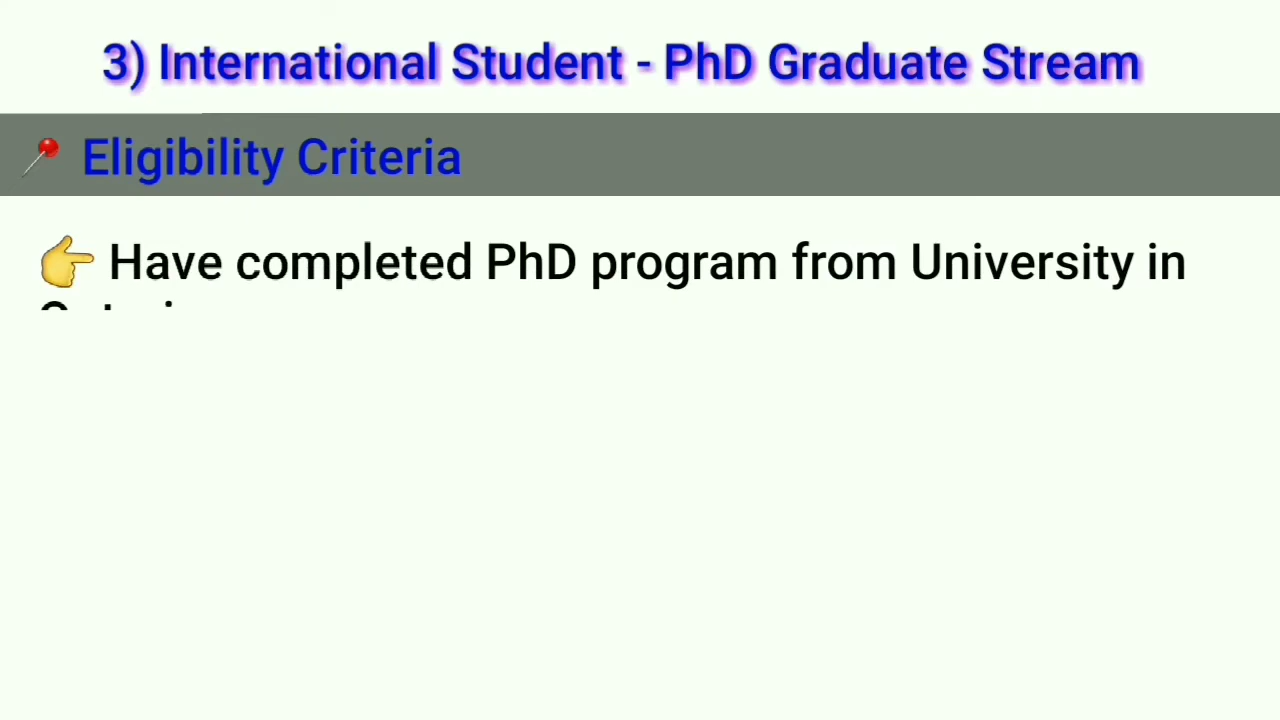 3) International Student - PhD Graduate Stream
📍 Eligibility Criteria
👉 Have completed PhD program from University in